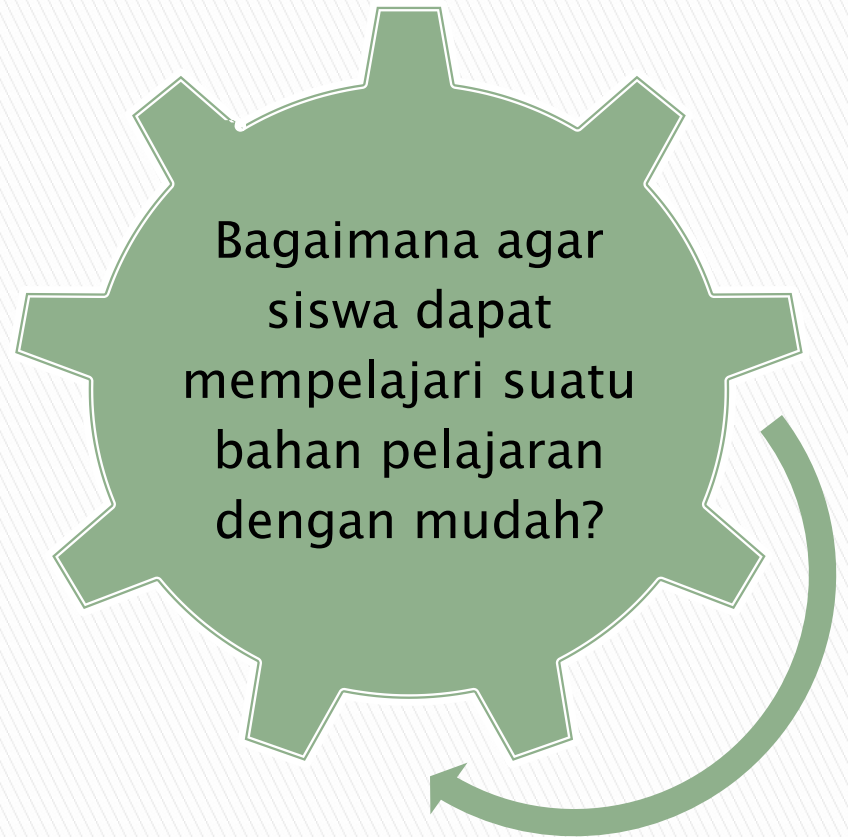 Bagaimana agar
siswa dapat
mempelajari suatu
bahan pelajaran
dengan mudah?